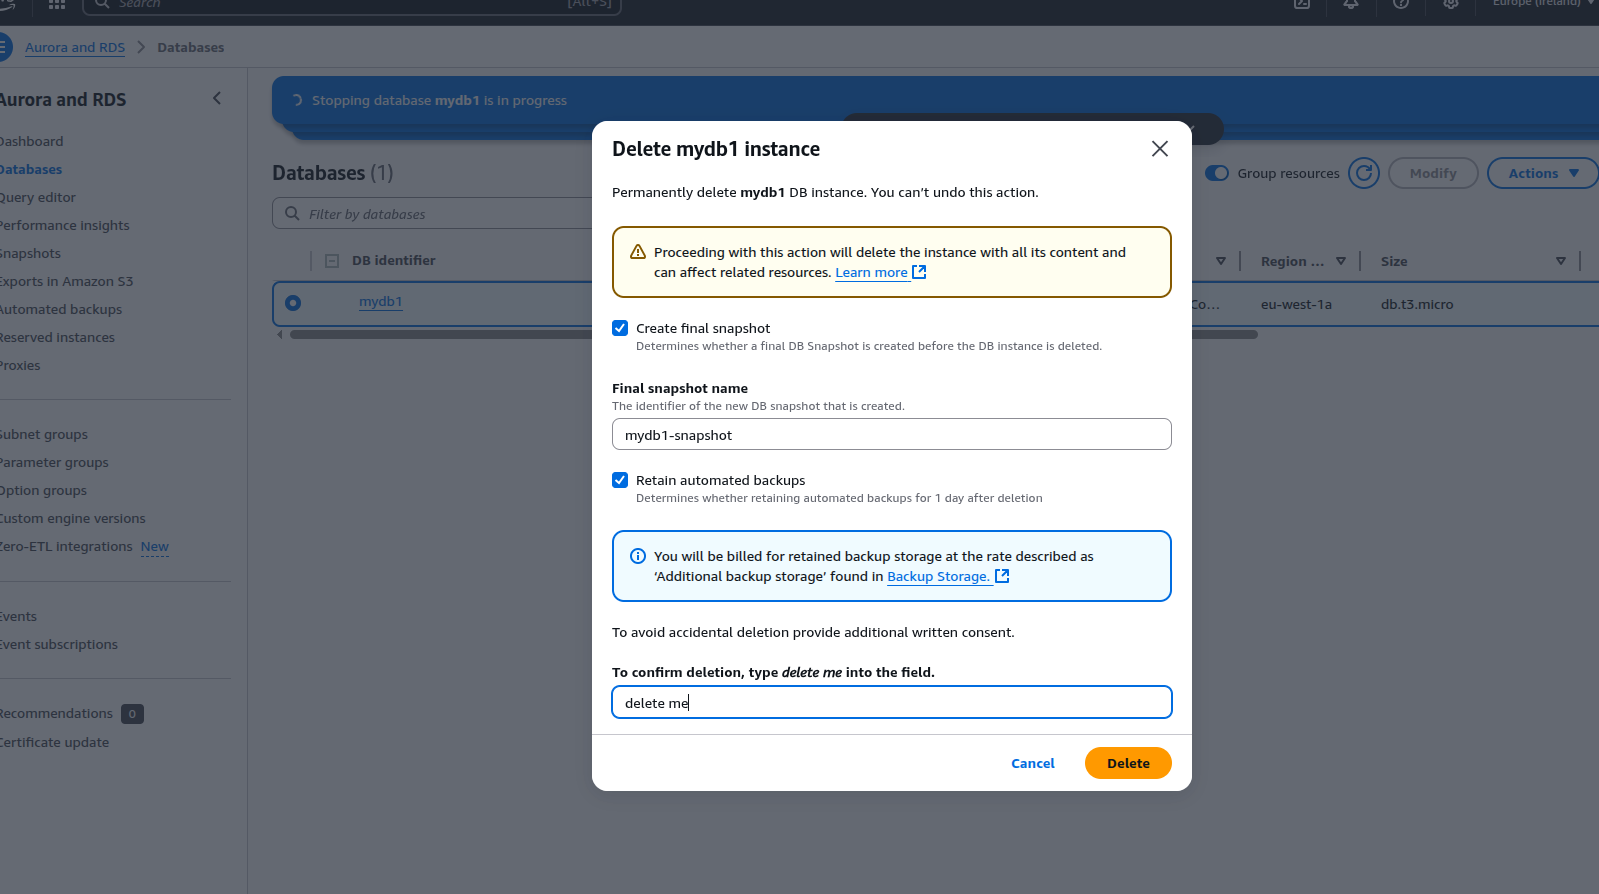 Search
[Alt+S]
Europe (Ireland)
Aurora and RDS
Databases
Aurora and RDS
Dashboard
Databases
Query editor
Performance insights
Snapshots
Exports in Amazon S3
Automated backups
Reserved instances
Proxies
Subnet groups
Parameter groups
Option groups
Custom engine versions
Zero-ETL integrations New
Events
Event subscriptions
Recommendations 0
Certificate update
Stopping database mydb1 is in progress
Databases (1)
Group resources
Modify
Actions
Filter by databases
DB identifier
Region ...
Size
mydb1
Co...
eu-west-1a
db.t3.micro
Delete mydb1 instance
Permanently delete mydb1 DB instance. You can’t undo this action.
Proceeding with this action will delete the instance with all its content and
can affect related resources. Learn more
Create final snapshot
Determines whether a final DB Snapshot is created before the DB instance is deleted.
Final snapshot name
The identifier of the new DB snapshot that is created.
mydb1-snapshot
Retain automated backups
Determines whether retaining automated backups for 1 day after deletion
You will be billed for retained backup storage at the rate described as
‘Additional backup storage’ found in Backup Storage.
To avoid accidental deletion provide additional written consent.
To confirm deletion, type delete me into the field.
delete me
Cancel
Delete